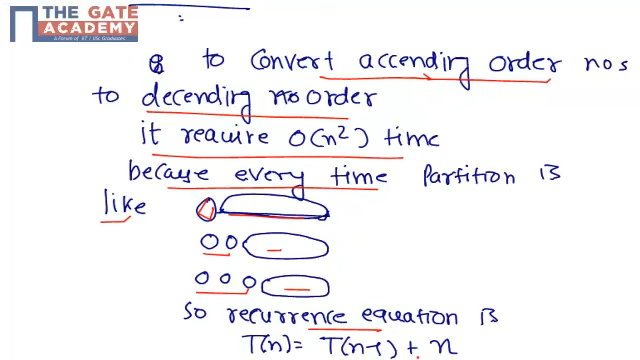 THE GATE
ACADEMY
A Forum of IIT / IISc Graduates
to convert accending order nos
to decending no order
it require O(n²) time
because every time partition is
like
so recurrence equation is
T(n) = T(n-1) + n